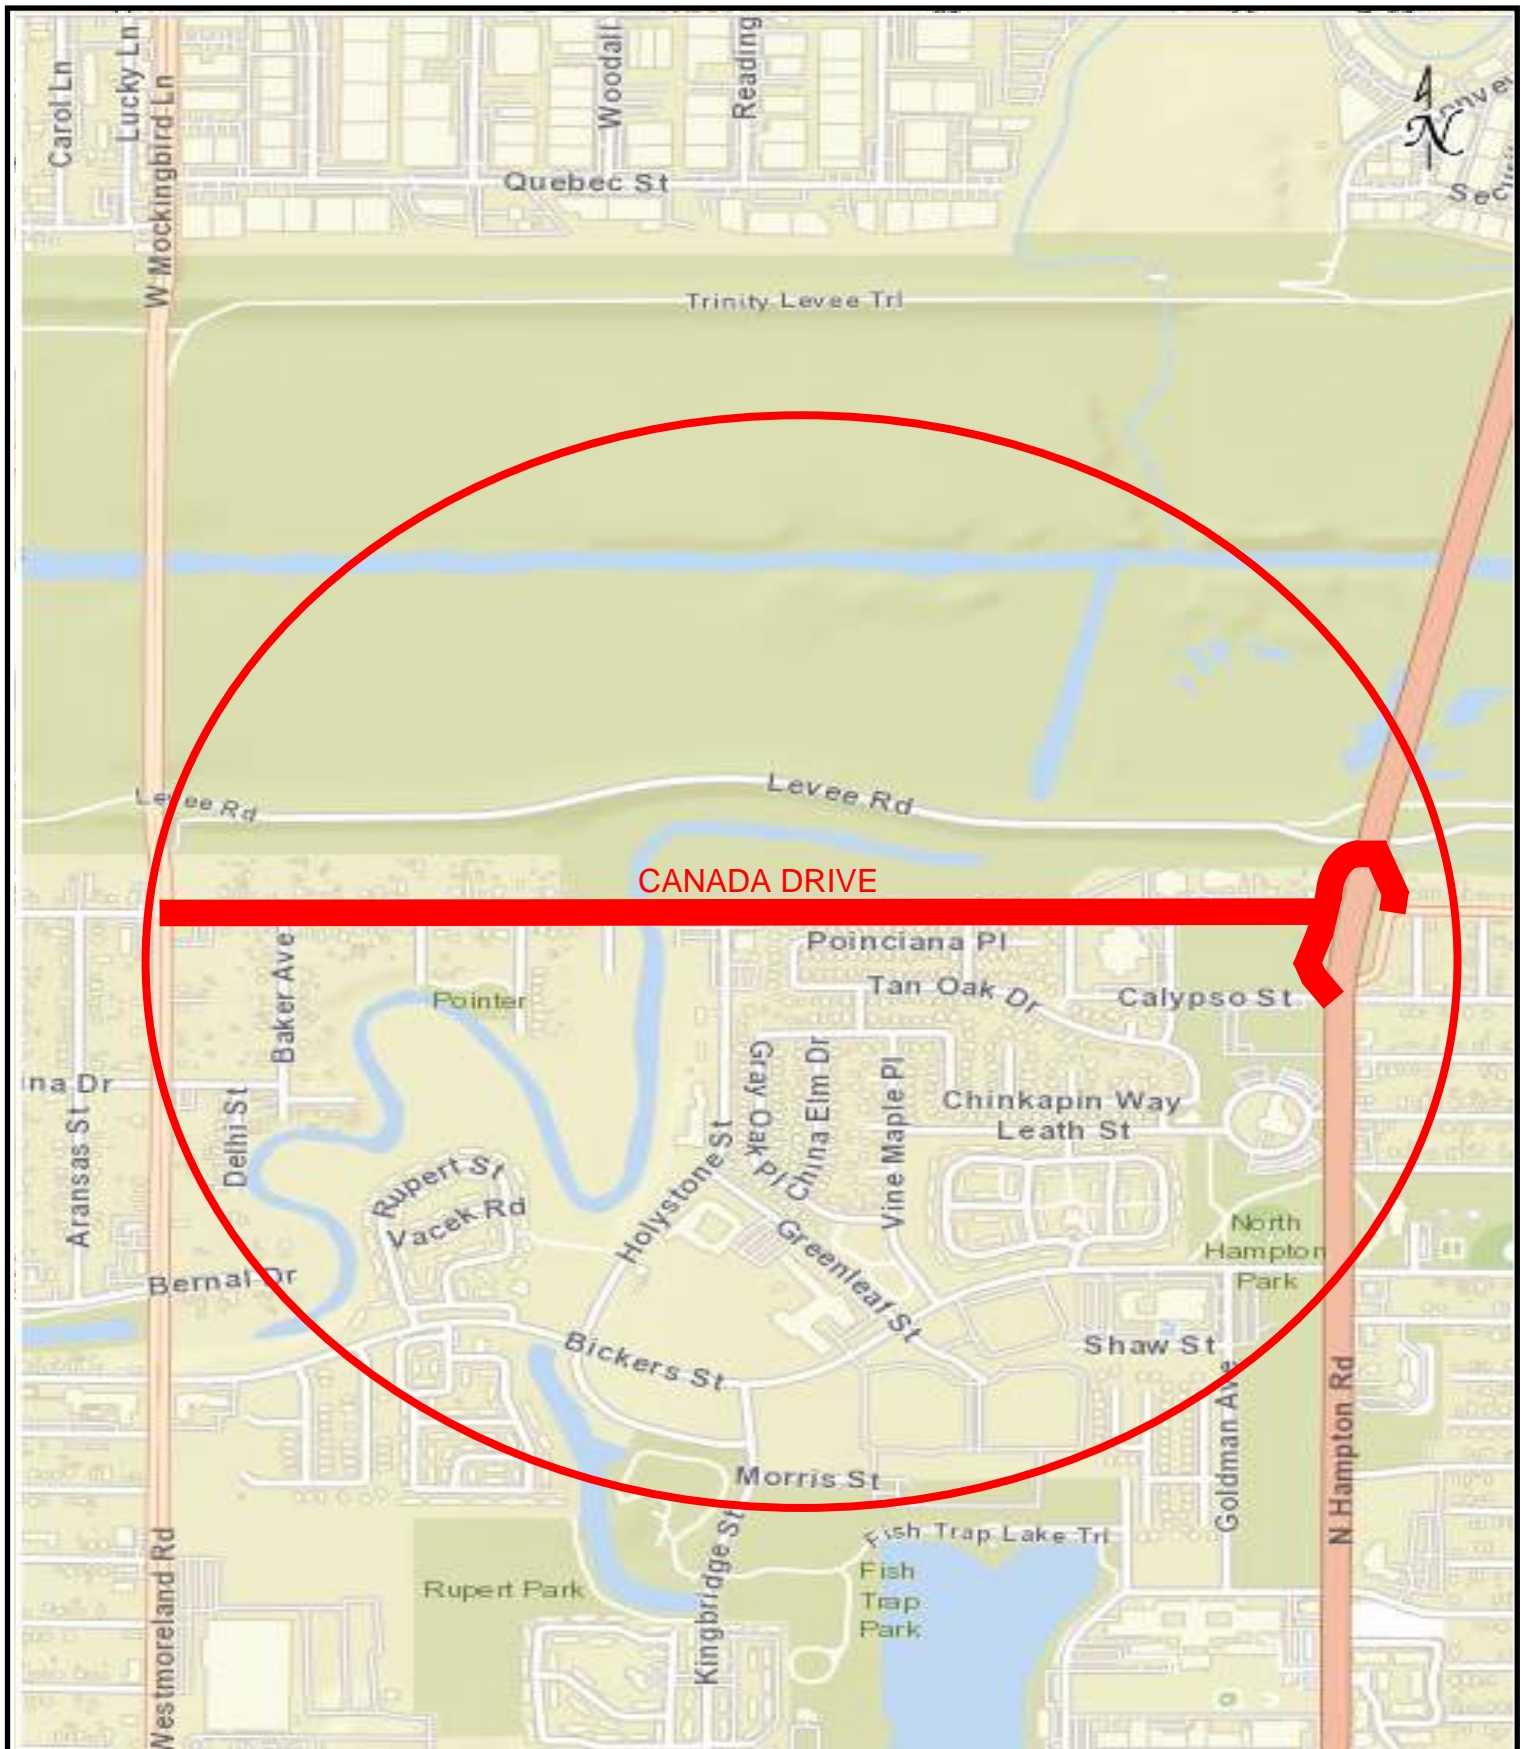 Carol Ln
Lucky Ln
W Mockingbird Ln
Woodall
Reading
N
Quebec St
Trinity Levee Trl
Levee Rd
Levee Rd
CANADA DRIVE
Poinciana Pl
Tan Oak Dr
Calypso St
Baker Ave
Pointer
na Dr
Aransas St
Delhi St
Gray Oak Pl
China Elm Dr
Vine Maple Pl
Chinkapin Way
Leath St
Rupert St
Vacek Rd
Holystone St
Greenleaf St
North
Hampton
Park
Bernal Dr
Bickers St
Shaw St
Goldman Ave
N Hampton Rd
Morris St
Fish Trap Lake Trl
Westmoreland Rd
Rupert Park
Kingbridge St
Fish
Trap
Park